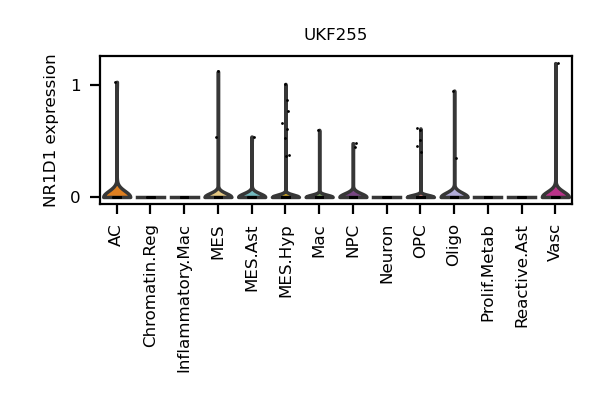 UKF255
NR1D1 expression
1
0
AC
Chromatin.Reg
Inflammatory.Mac
MES
MES.Ast
MES.Hyp
Mac
NPC
Neuron
OPC
Oligo
Prolif.Metab
Reactive.Ast
Vasc